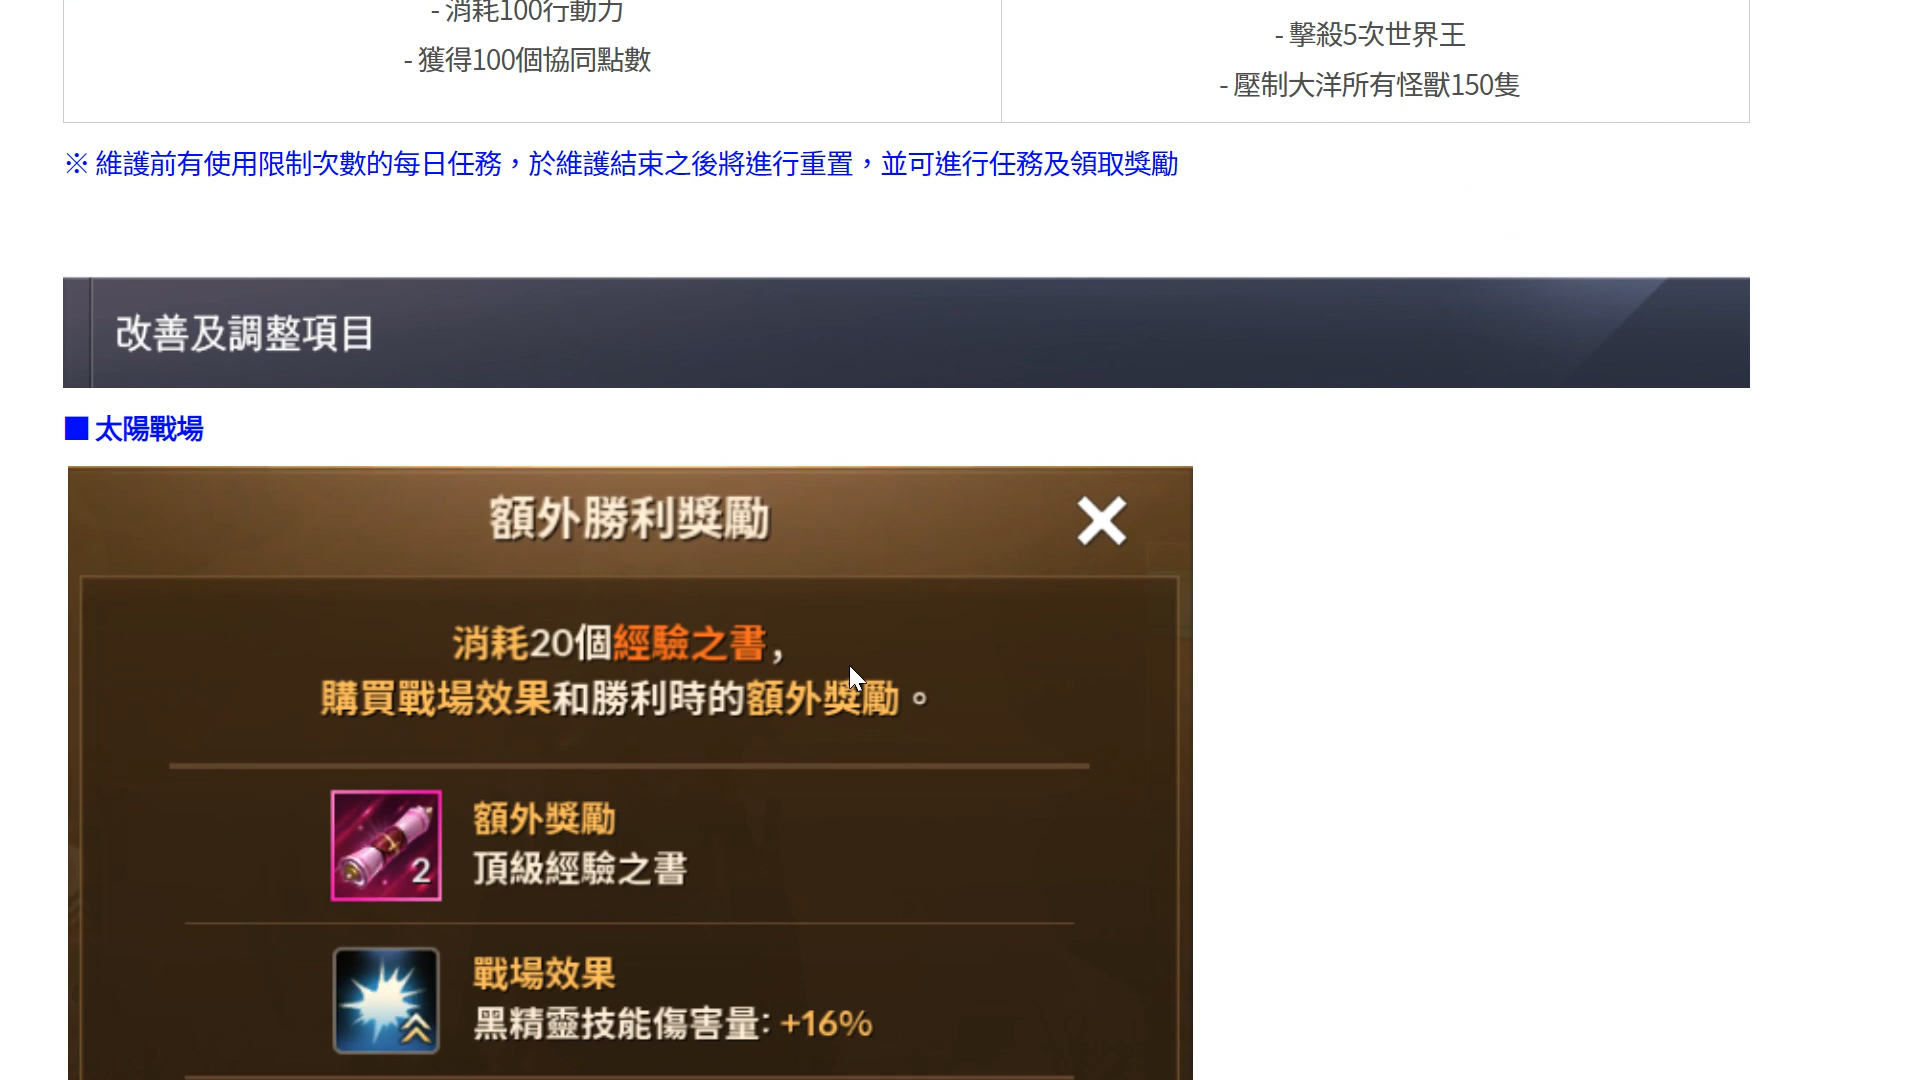 - 消耗100行動力
- 獲得100個協同點數
- 擊殺5次世界王
- 壓制大洋所有怪獸150隻
※ 維護前有使用限制次數的每日任務，於維護結束之後將進行重置，並可進行任務及領取獎勵
改善及調整項目
■ 太陽戰場
額外勝利獎勵
消耗20個經驗之書，
購買戰場效果和勝利時的額外獎勵。
2
額外獎勵
頂級經驗之書
戰場效果
黑精靈技能傷害量: +16%